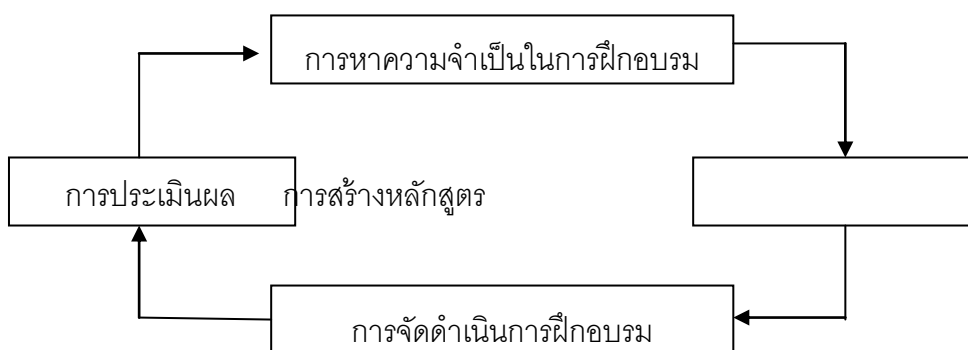 การหาความจำเป็นในการฝึกอบรม
การประเมินผล การสร้างหลักสูตร
การจัดดำเนินการฝึกอบรม